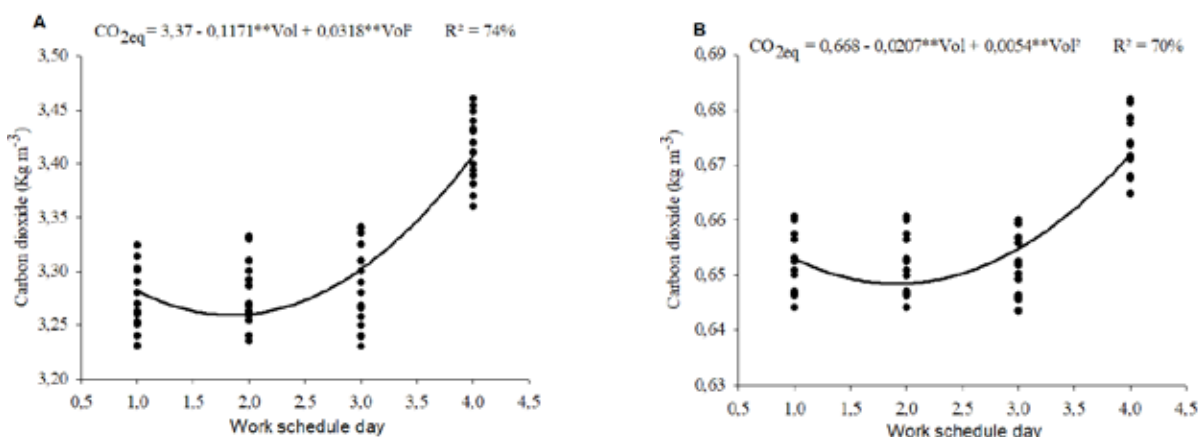 A
CO2eq = 3,37 - 0,1171**Vol + 0,0318**Vol² R² = 74%
Carbon dioxide (Kg m⁻³)
3,50
3,45
3,40
3,35
3,30
3,25
3,20
0.5 1.0 1.5 2.0 2.5 3.0 3.5 4.0 4.5
Work schedule day
B
CO2eq = 0,668 - 0,0207**Vol + 0,0054**Vol² R² = 70%
Carbon dioxide (kg m⁻³)
0,69
0,68
0,67
0,66
0,65
0,64
0,63
0.5 1.0 1.5 2.0 2.5 3.0 3.5 4.0 4.5
Work schedule day